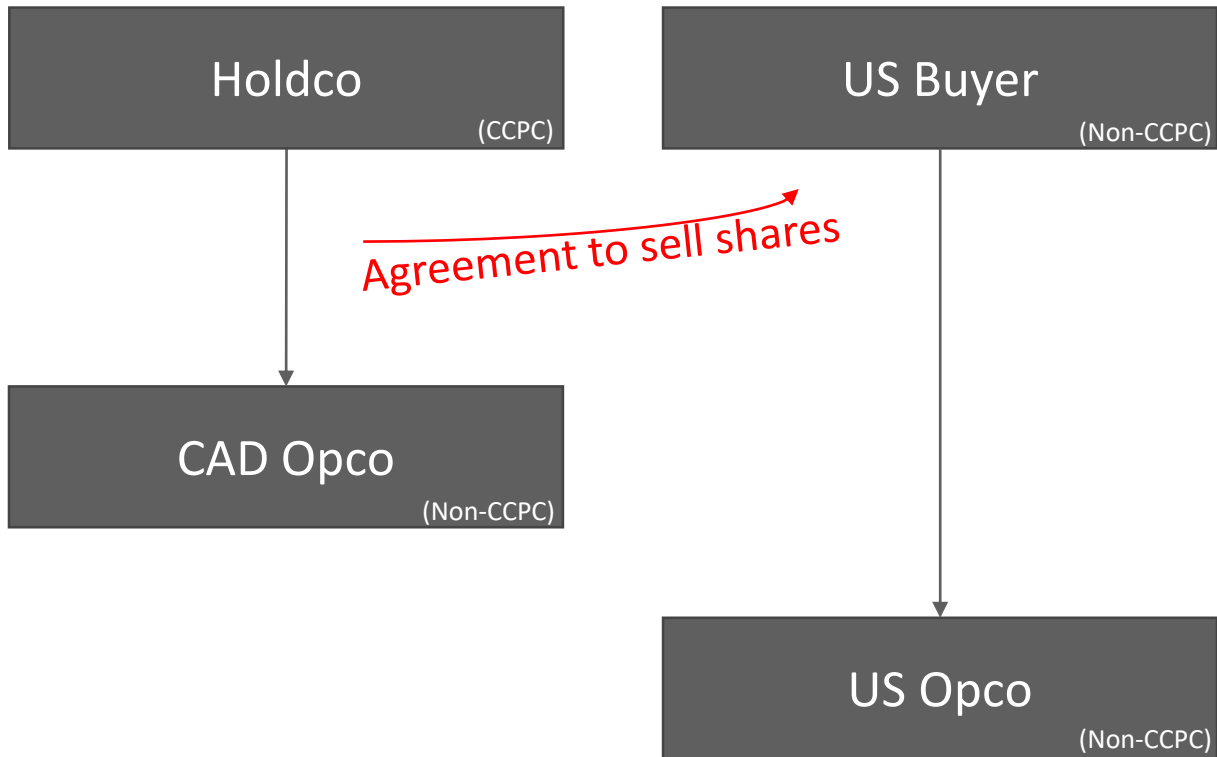 Holdco
(CCPC)
US Buyer
(Non-CCPC)
Agreement to sell shares
CAD Opco
(Non-CCPC)
US Opco
(Non-CCPC)